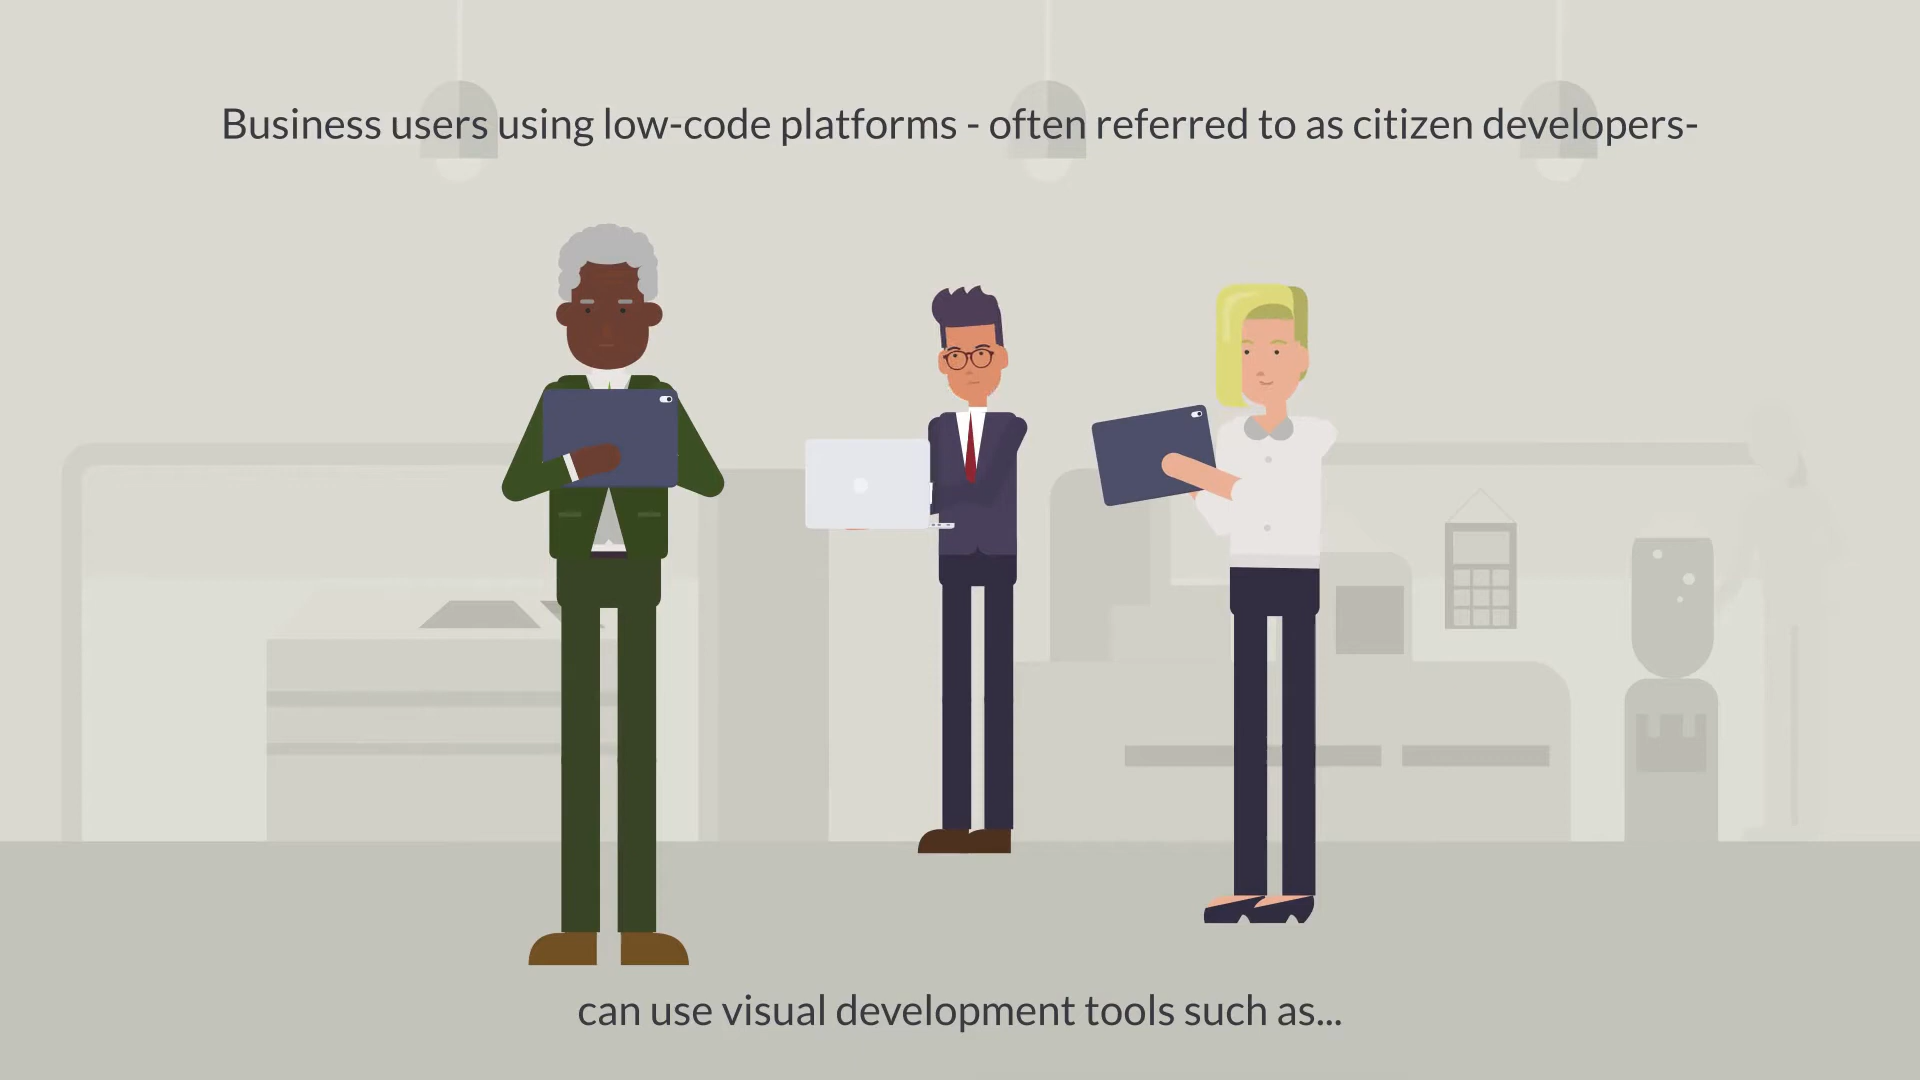 Business users using low-code platforms - often referred to as citizen developers-
can use visual development tools such as...